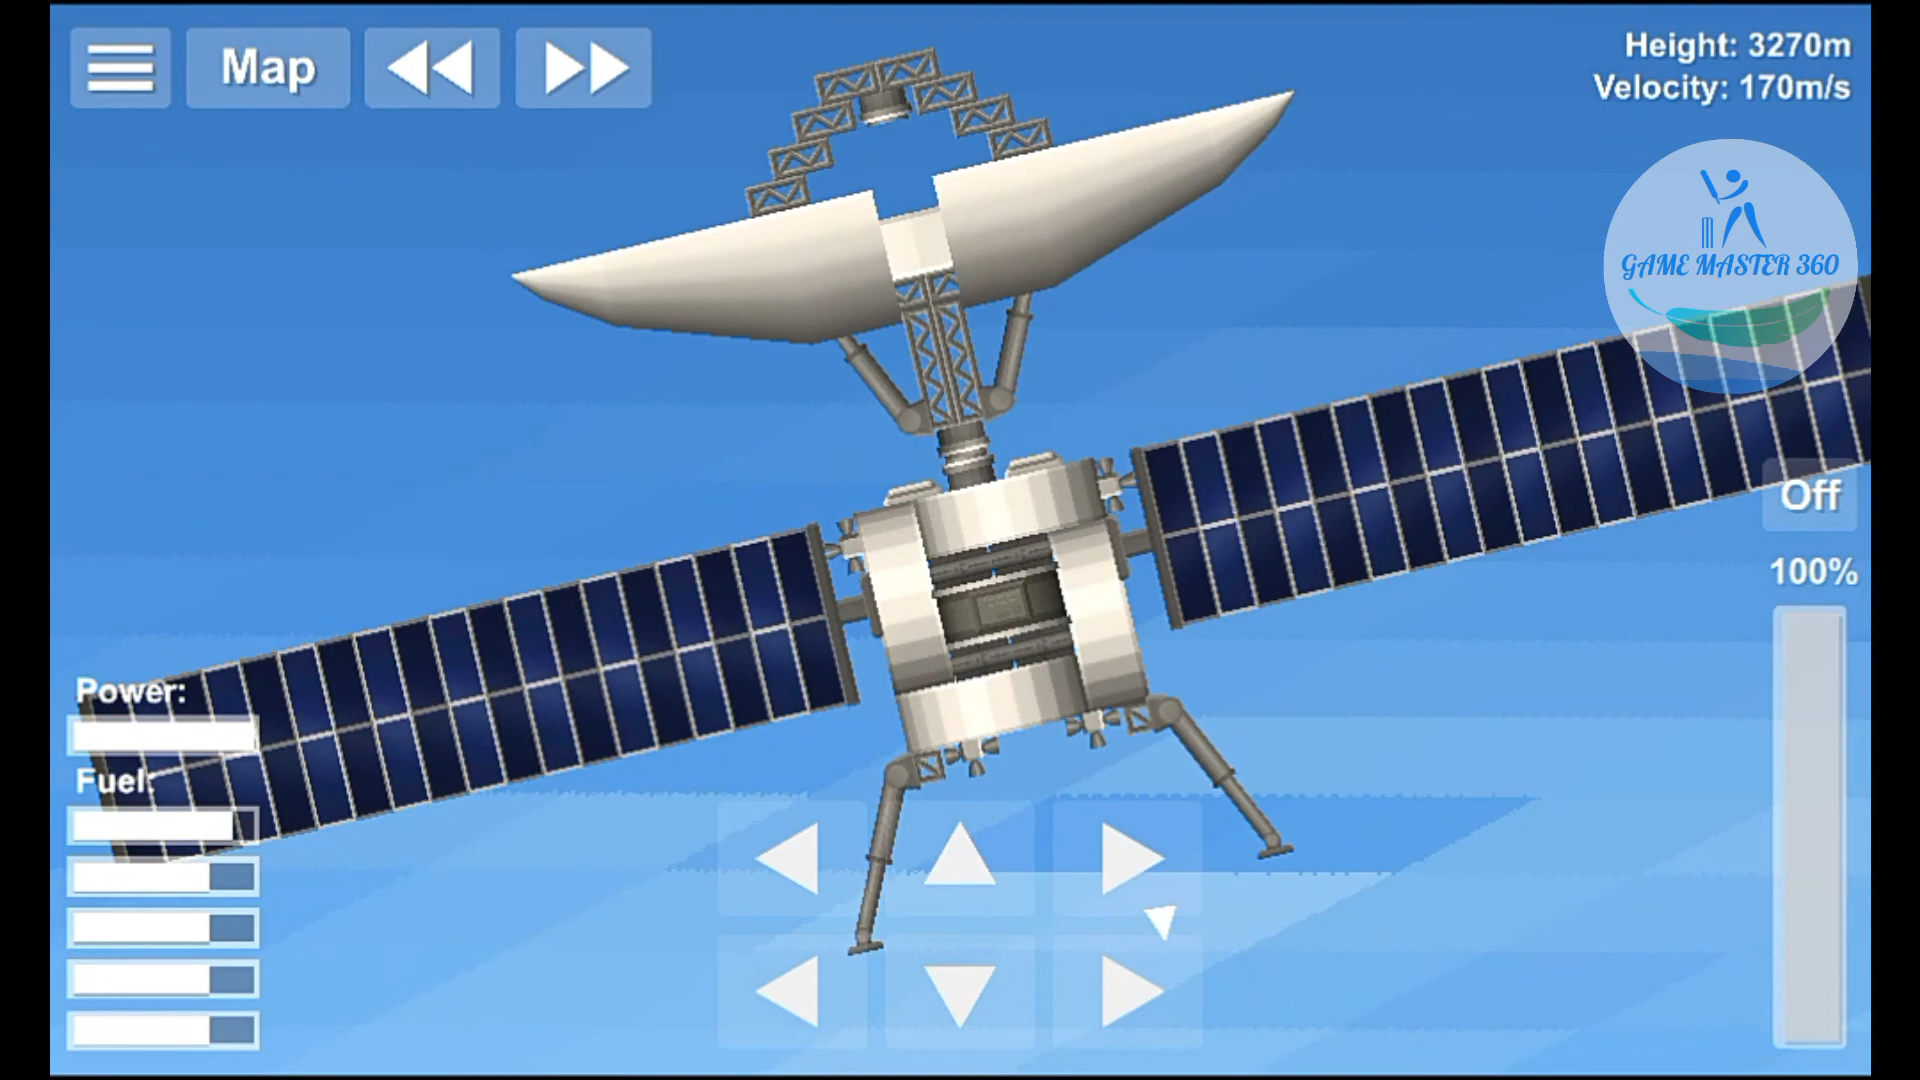 Map
Height: 3270m
Velocity: 170m/s
GAME MASTER 360
Off
100%
Power:
Fuel: